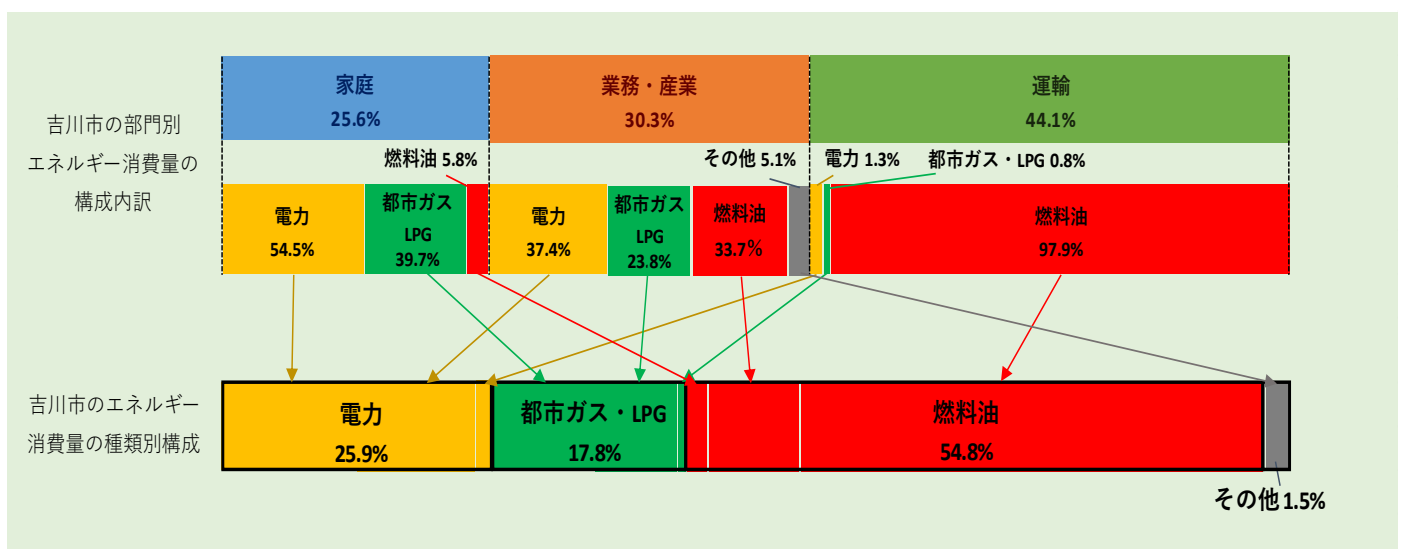 家庭
25.6%
業務・産業
30.3%
運輸
44.1%
吉川市の部門別
エネルギー消費量の
構成内訳
燃料油 5.8%
その他 5.1%
電力 1.3%
都市ガス・LPG 0.8%
電力
54.5%
都市ガス
LPG
39.7%
電力
37.4%
都市ガス
LPG
23.8%
燃料油
33.7%
燃料油
97.9%
吉川市のエネルギー
消費量の種類別構成
電力
25.9%
都市ガス・LPG
17.8%
燃料油
54.8%
その他 1.5%